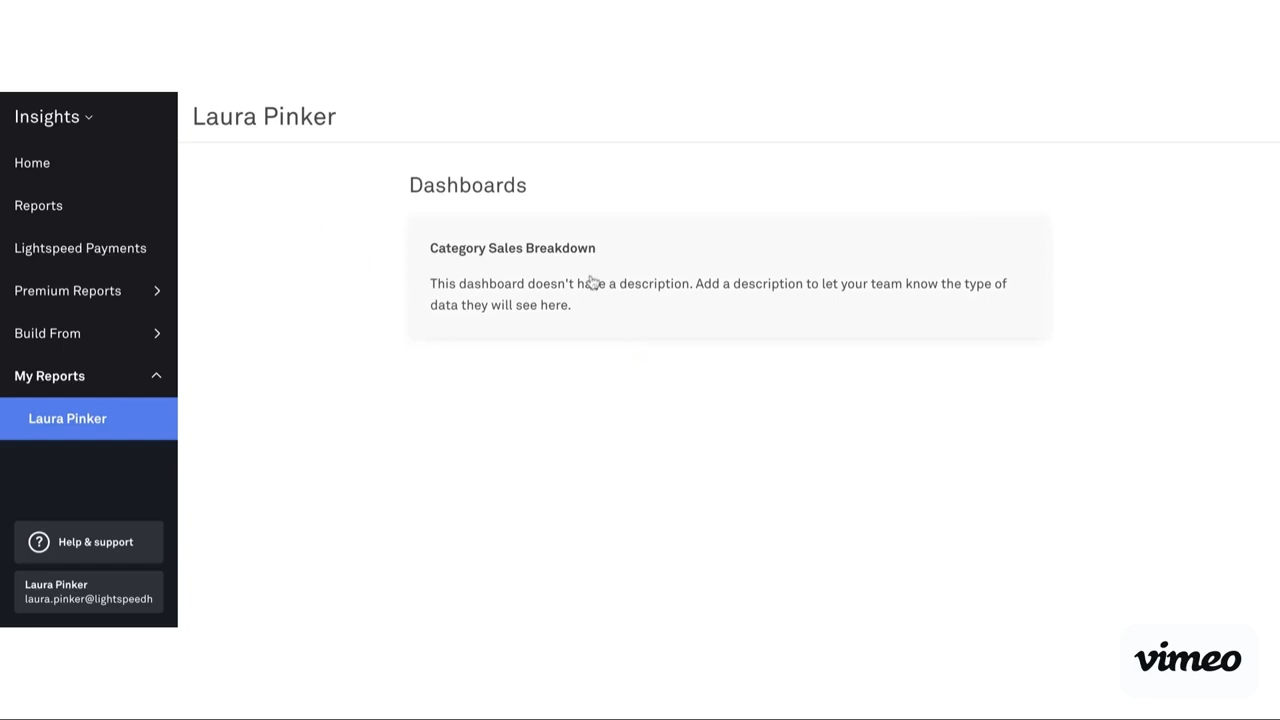 Insights
Laura Pinker
Home
Reports
Lightspeed Payments
Premium Reports
Build From
My Reports
Laura Pinker
Dashboards
Category Sales Breakdown
This dashboard doesn't have a description. Add a description to let your team know the type of
data they will see here.
? Help & support
Laura Pinker
laura.pinker@lightspeedh
vimeo